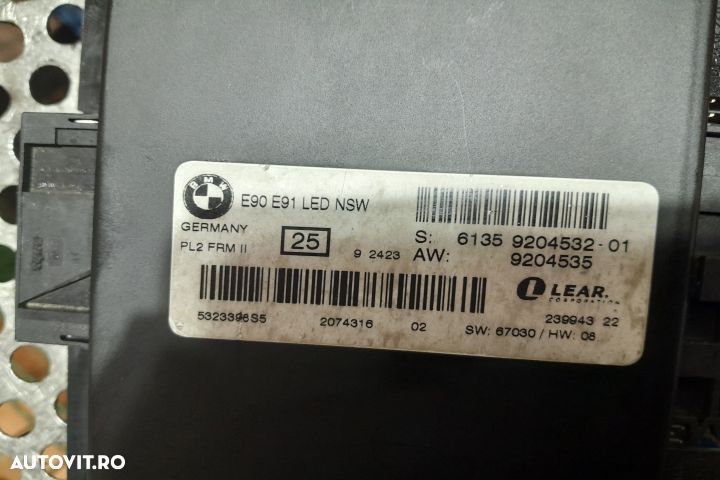 BMW
E90 E91 LED NSW
GERMANY
PL2 FRM II
25
9 2423
S: 6135 9204532-01
AW: 9204535
LEAR.
CORPORATION
5323398S5
2074316
02
239943 22
SW: 67030 / HW: 08
AUTOVIT.RO